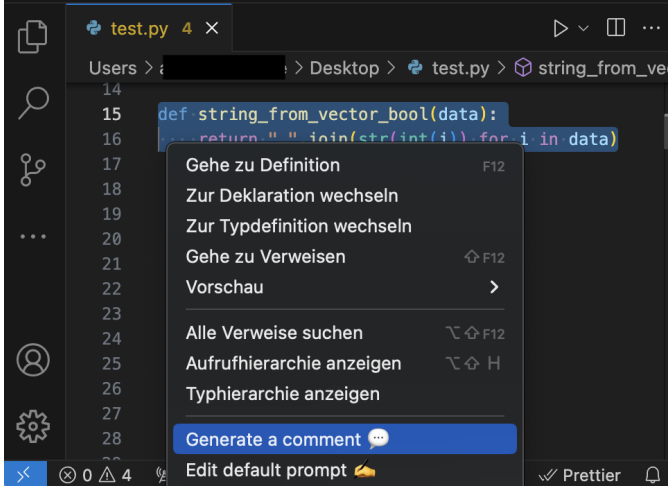 test.py 4
Users > > Desktop > test.py > string_from_ve
14
15 def string_from_vector_bool(data):
16 return " ".join(str(int(i)) for i in data)
17 Gehe zu Definition F12
18 Zur Deklaration wechseln
19 Zur Typdefinition wechseln
20
21 Gehe zu Verweisen ⇧F12
22 Vorschau
23
24 Alle Verweise suchen ⌥⇧F12
25 Aufrufhierarchie anzeigen ⌥⇧H
26 Typhierarchie anzeigen
27
28 Generate a comment 💬
0 4 Edit default prompt ✍️ Prettier